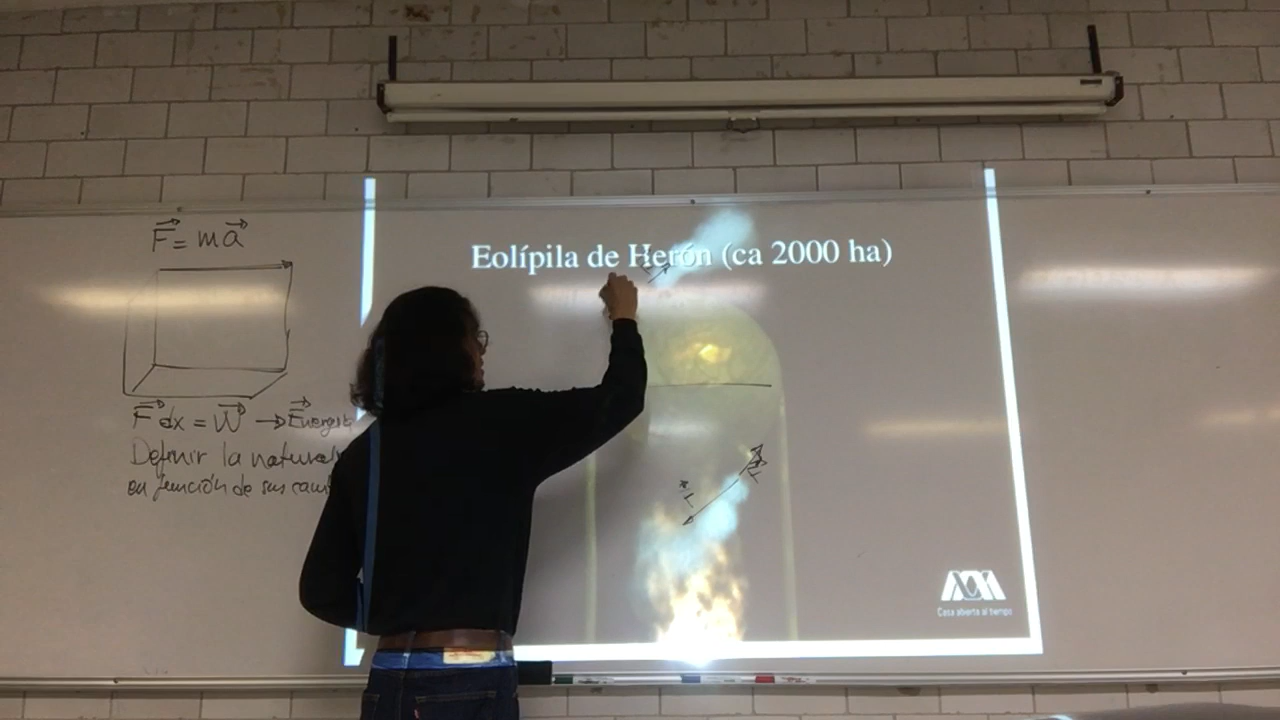 F = ma
Eolípila de Herón (ca 2000 ha)
F dx = W → Energía
Definir la natural
en función de sus cam
Casa abierta al tiempo